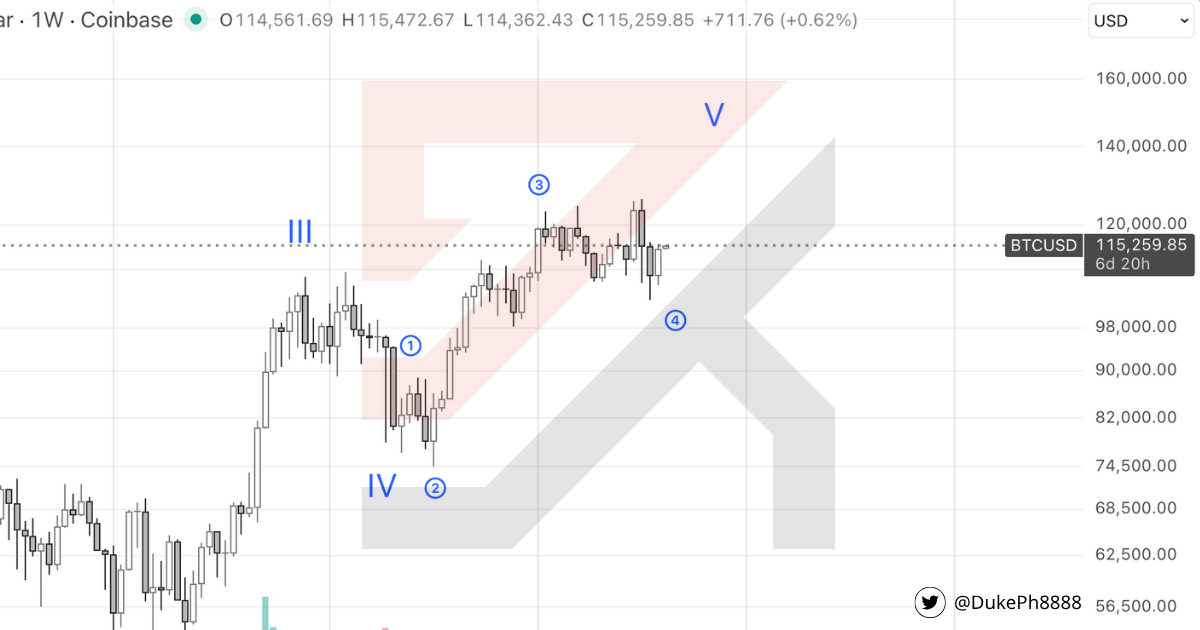 ar · 1W · Coinbase O114,561.69 H115,472.67 L114,362.43 C115,259.85 +711.76 (+0.62%)
USD
160,000.00
V
140,000.00
3
III
120,000.00
BTCUSD 115,259.85
6d 20h
4
98,000.00
1
90,000.00
82,000.00
74,500.00
IV 2
68,500.00
62,500.00
@DukePh8888
56,500.00